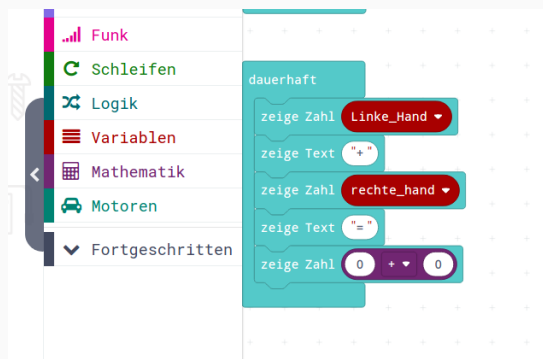 Funk
Schleifen
Logik
Variablen
Mathematik
Motoren
Fortgeschritten
dauerhaft
zeige Zahl Linke_Hand
zeige Text "+"
zeige Zahl rechte_hand
zeige Text "="
zeige Zahl 0 + 0